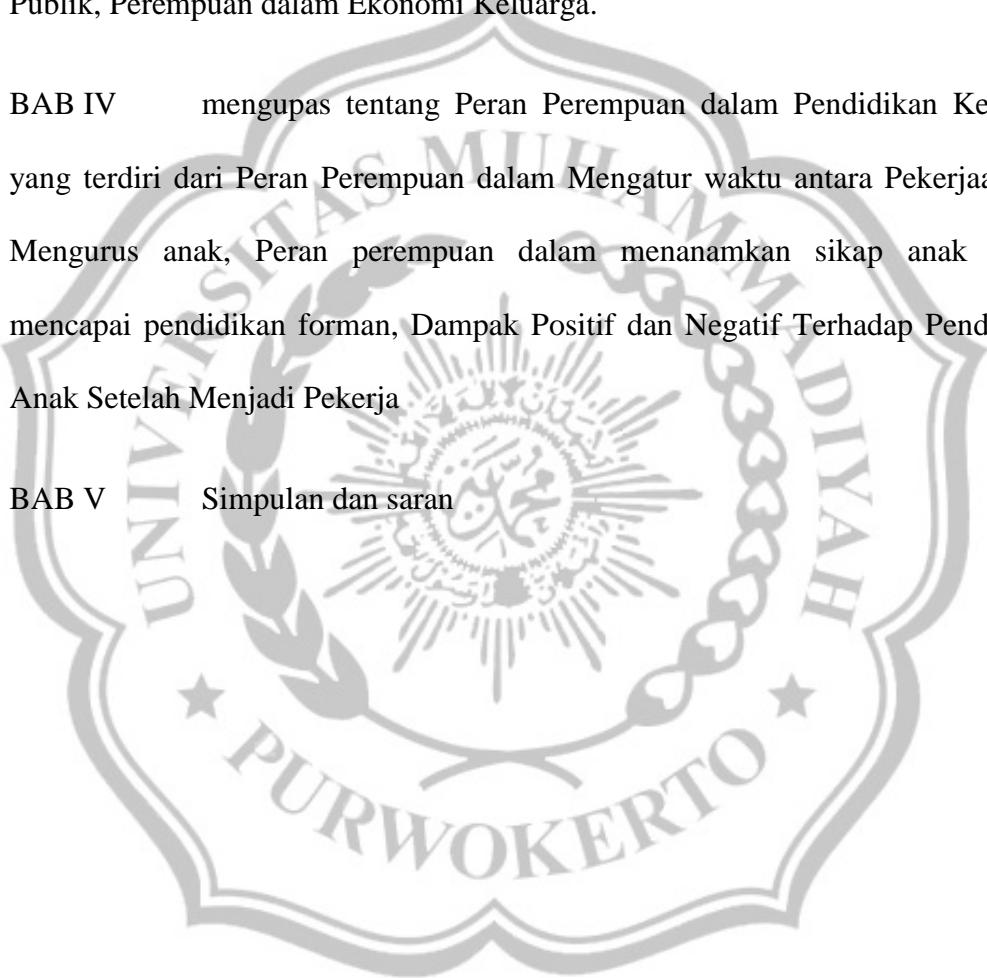 Publik, Perempuan dalam Ekonomi Keluarga.
BAB IV mengupas tentang Peran Perempuan dalam Pendidikan Ke
yang terdiri dari Peran Perempuan dalam Mengatur waktu antara Pekerjaa
Mengurus anak, Peran perempuan dalam menanamkan sikap anak
mencapai pendidikan forman, Dampak Positif dan Negatif Terhadap Pend
Anak Setelah Menjadi Pekerja
BAB V Simpulan dan saran
UNIVERSITAS MUHAMMADIYAH
PURWOKERTO